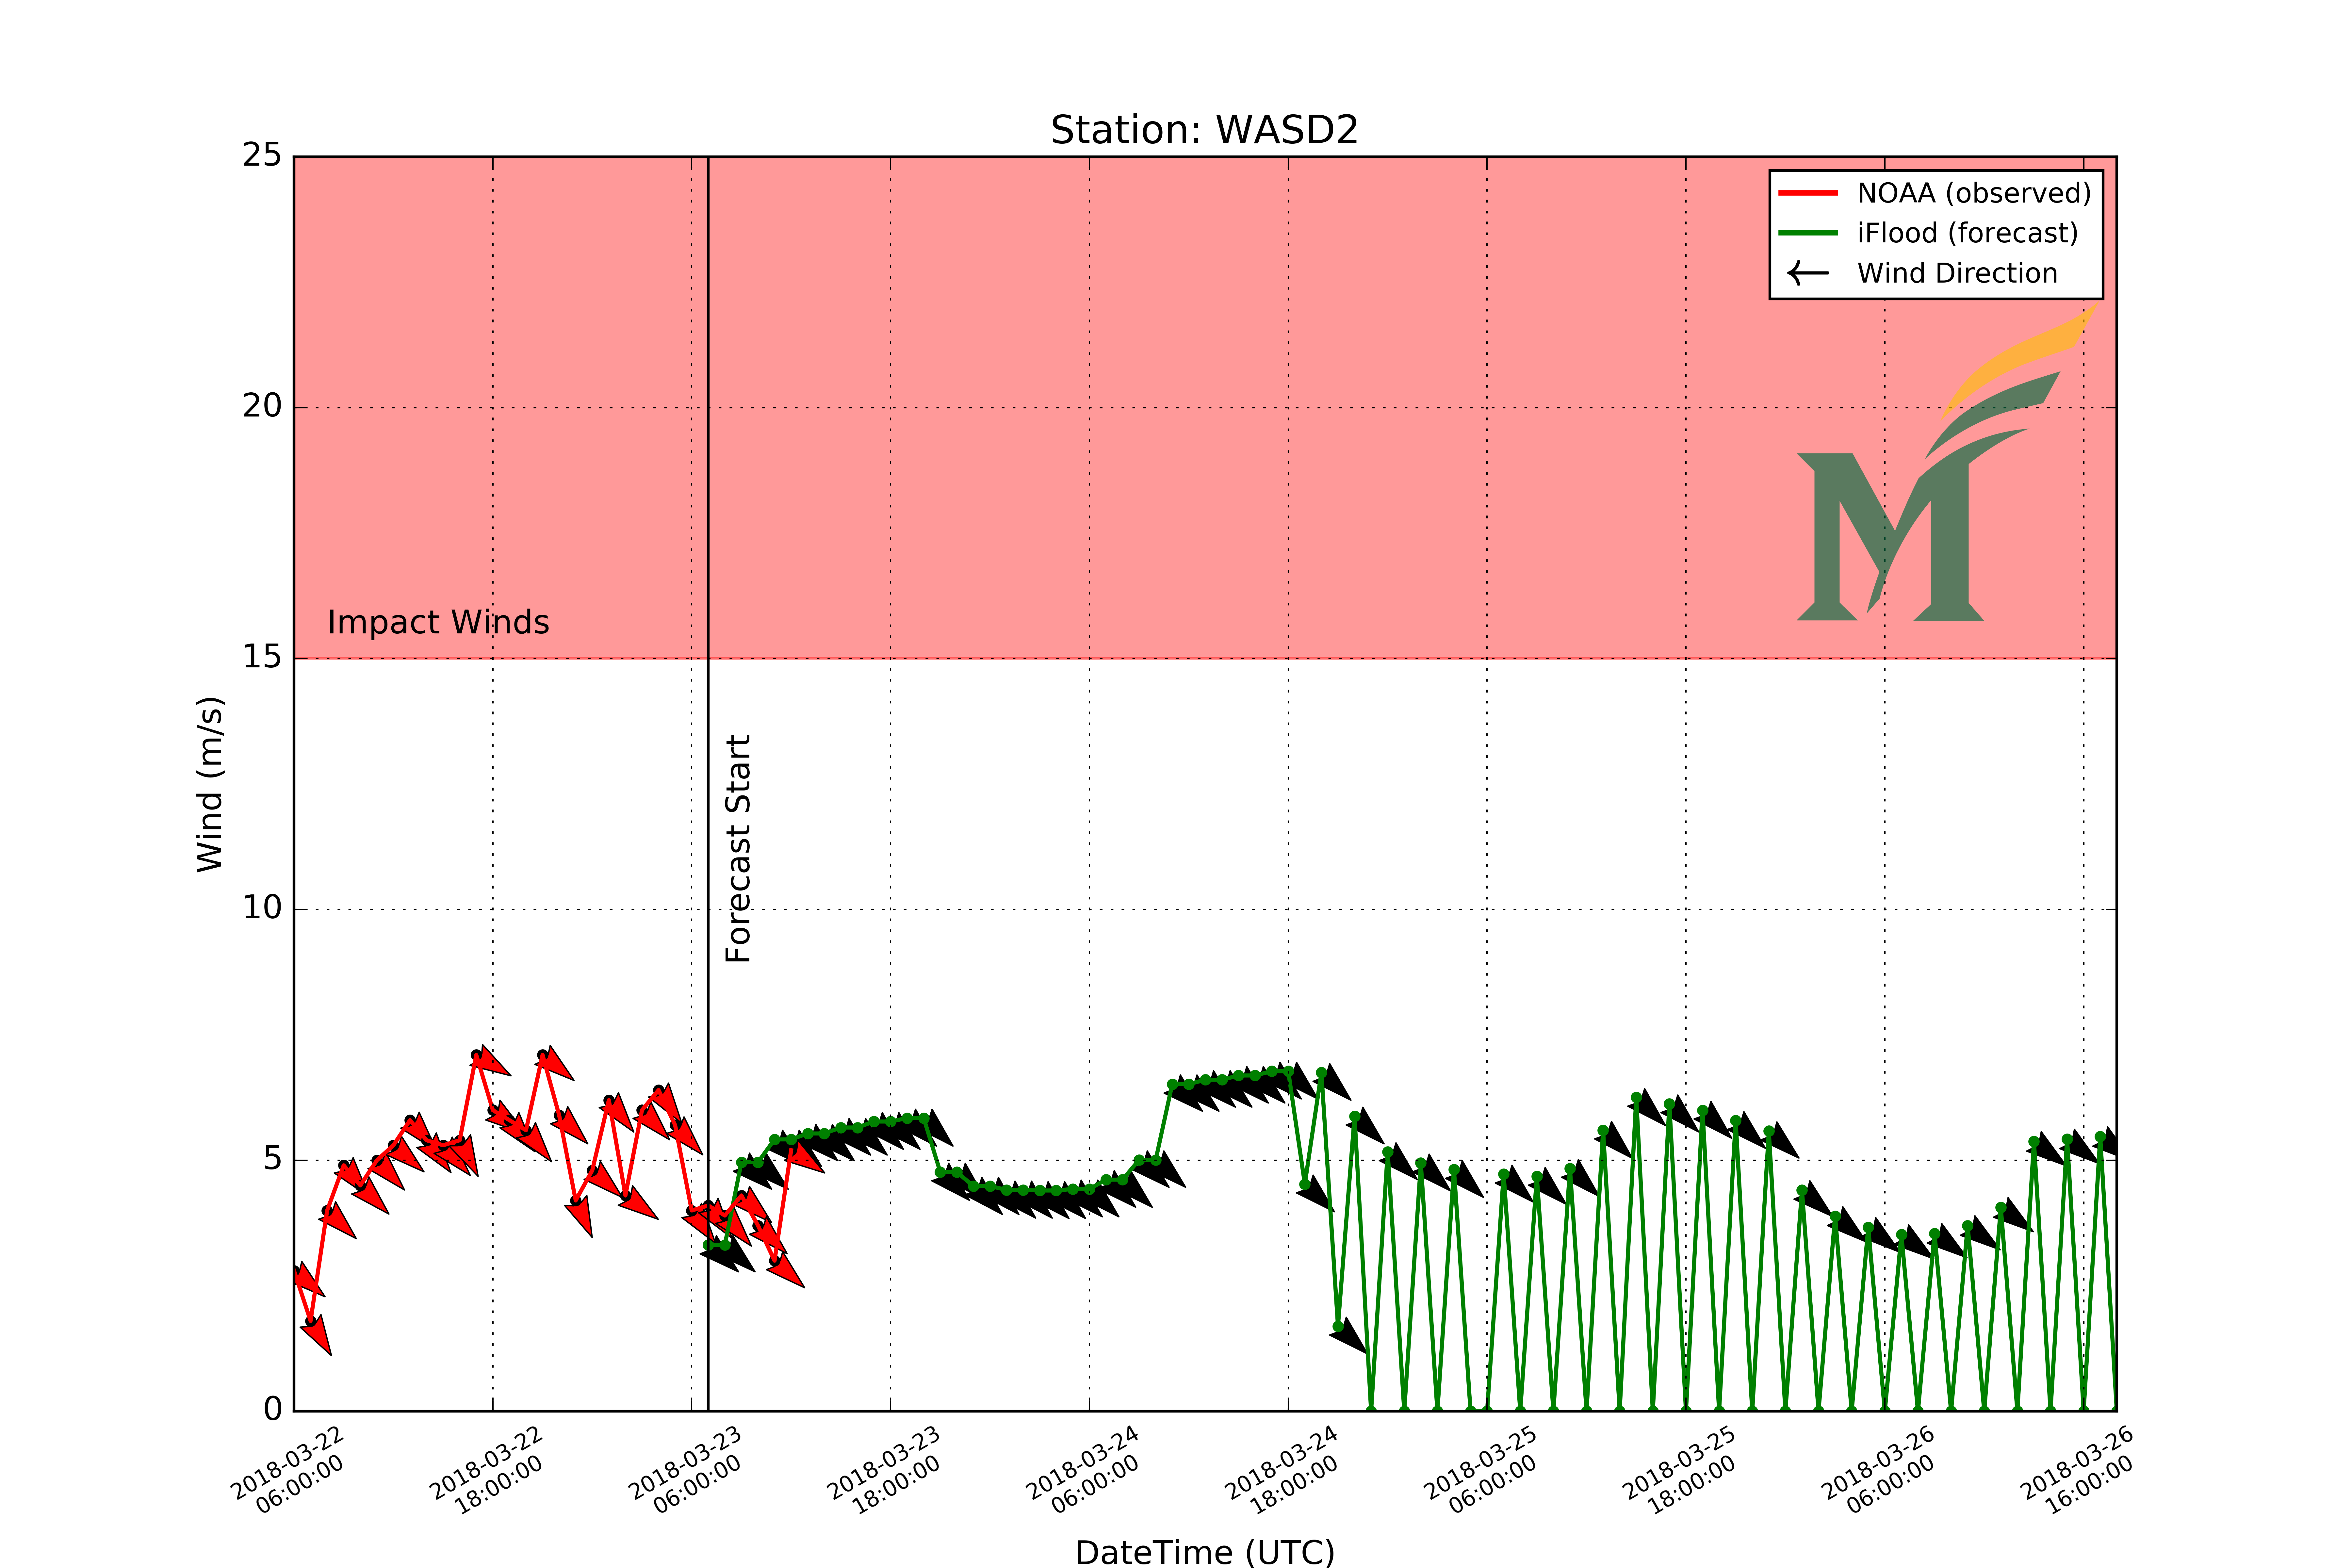 Station: WASD2
25
NOAA (observed)
iFlood (forecast)
Wind Direction
20
M
Impact Winds
15
Wind (m/s)
Forecast Start
10
5
0
2018-03-22
06:00:00
2018-03-22
18:00:00
2018-03-23
06:00:00
2018-03-23
18:00:00
2018-03-24
06:00:00
2018-03-24
18:00:00
2018-03-25
06:00:00
2018-03-25
18:00:00
2018-03-26
06:00:00
2018-03-26
16:00:00
DateTime (UTC)